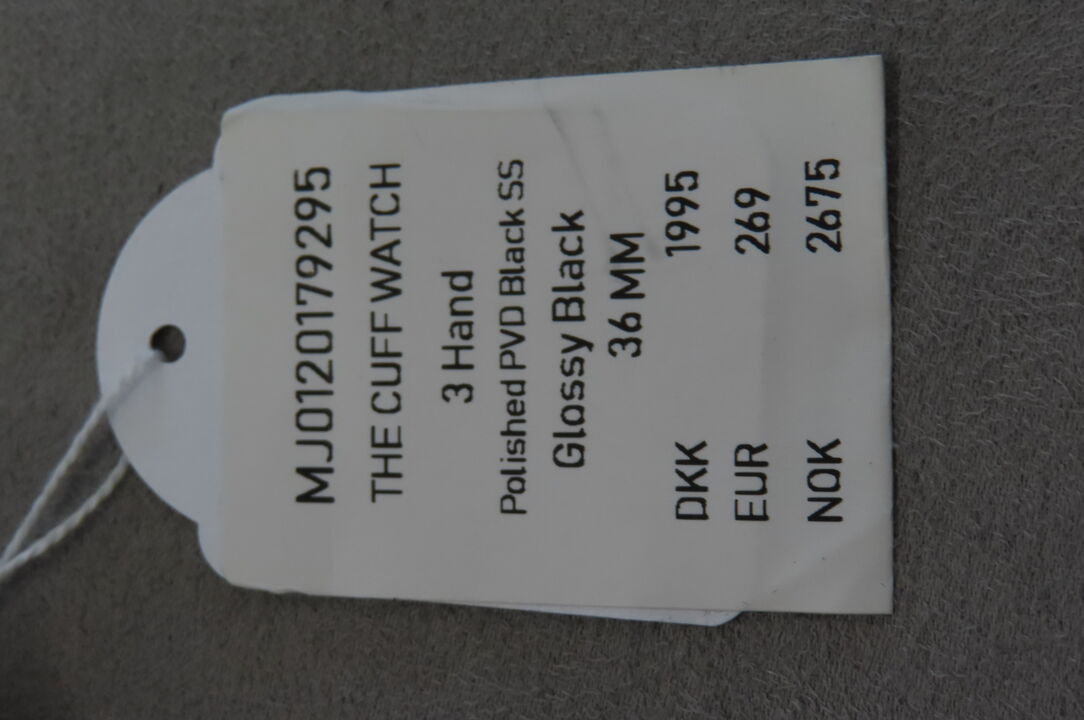 MJ0120179295
THE CUFF WATCH
3 Hand
Polished PVD Black SS
Glossy Black
36 MM
DKK 1995
EUR 269
NOK 2675